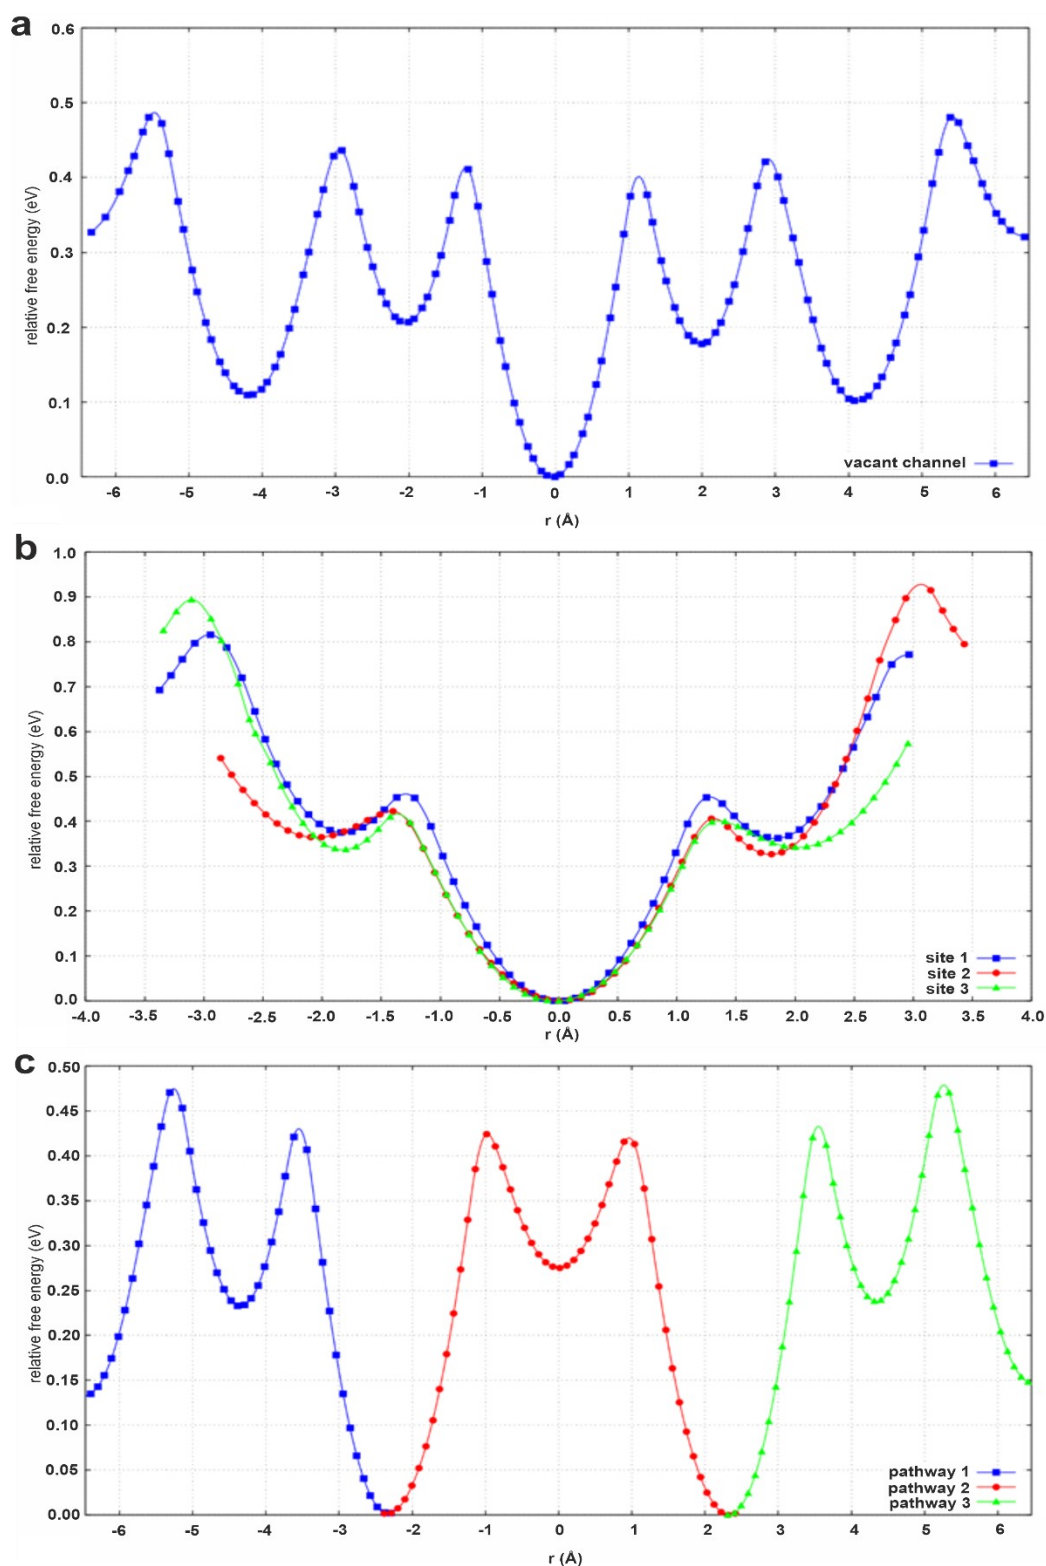 a
0.6
0.5
0.4
0.3
0.2
0.1
0.0
relative free energy (eV)
vacant channel
-6 -5 -4 -3 -2 -1 0 1 2 3 4 5 6
r (Å)
b
1.0
0.9
0.8
0.7
0.6
0.5
0.4
0.3
0.2
0.1
0.0
relative free energy (eV)
site 1
site 2
site 3
-4.0 -3.5 -3.0 -2.5 -2.0 -1.5 -1.0 -0.5 0.0 0.5 1.0 1.5 2.0 2.5 3.0 3.5 4.0
r (Å)
c
0.50
0.45
0.40
0.35
0.30
0.25
0.20
0.15
0.10
0.05
0.00
relative free energy (eV)
pathway 1
pathway 2
pathway 3
-6 -5 -4 -3 -2 -1 0 1 2 3 4 5 6
r (Å)